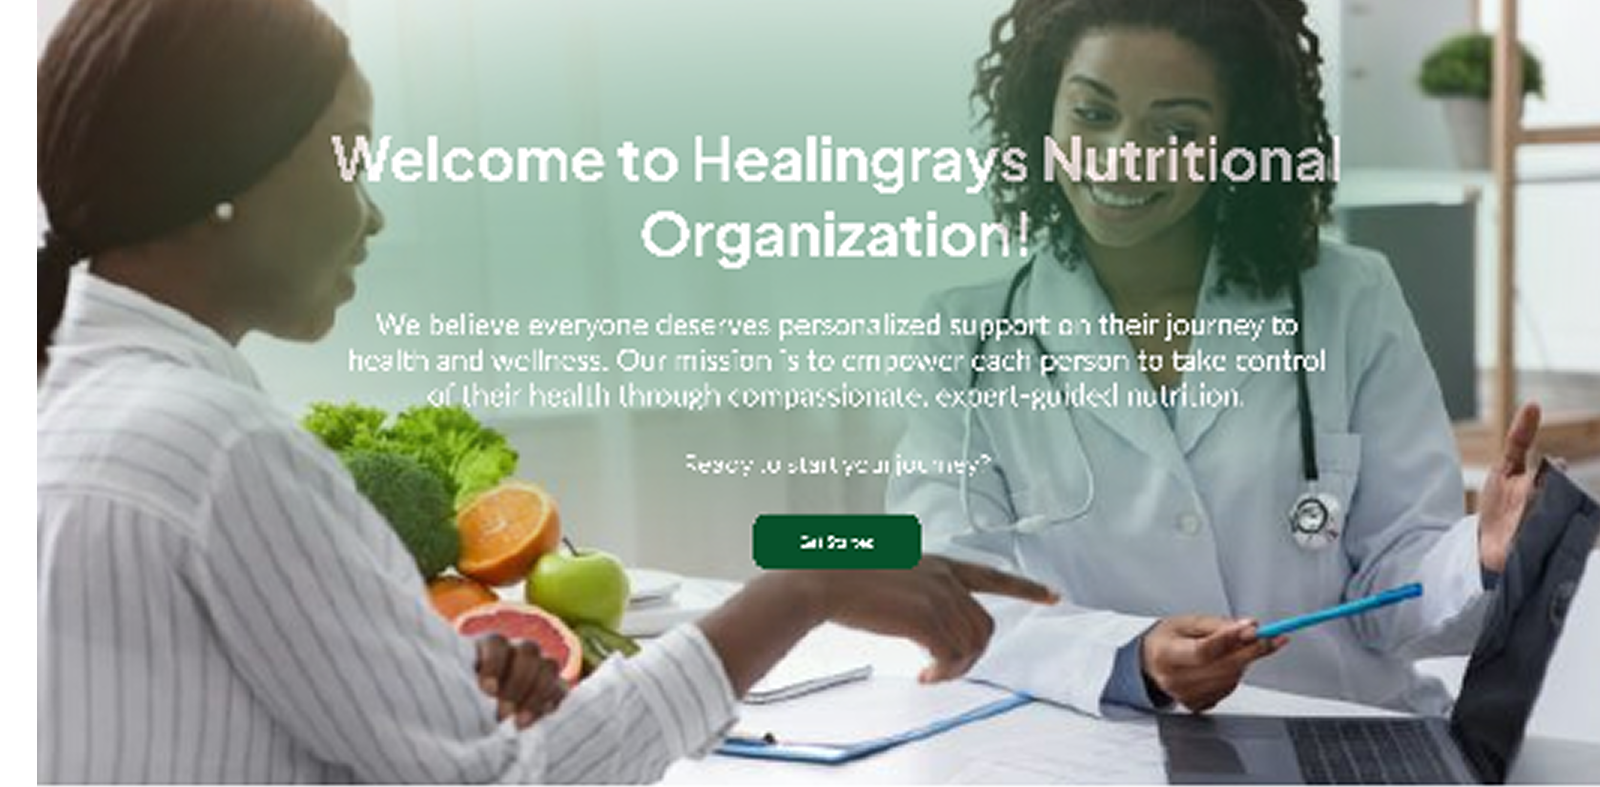 Welcome to Healingrays Nutritional
Organization!
We believe everyone deserves personalized support on their journey to
health and wellness. Our mission is to empower each person to take control
of their health through compassionate, expert-guided nutrition.
Ready to start your journey?
Get Started